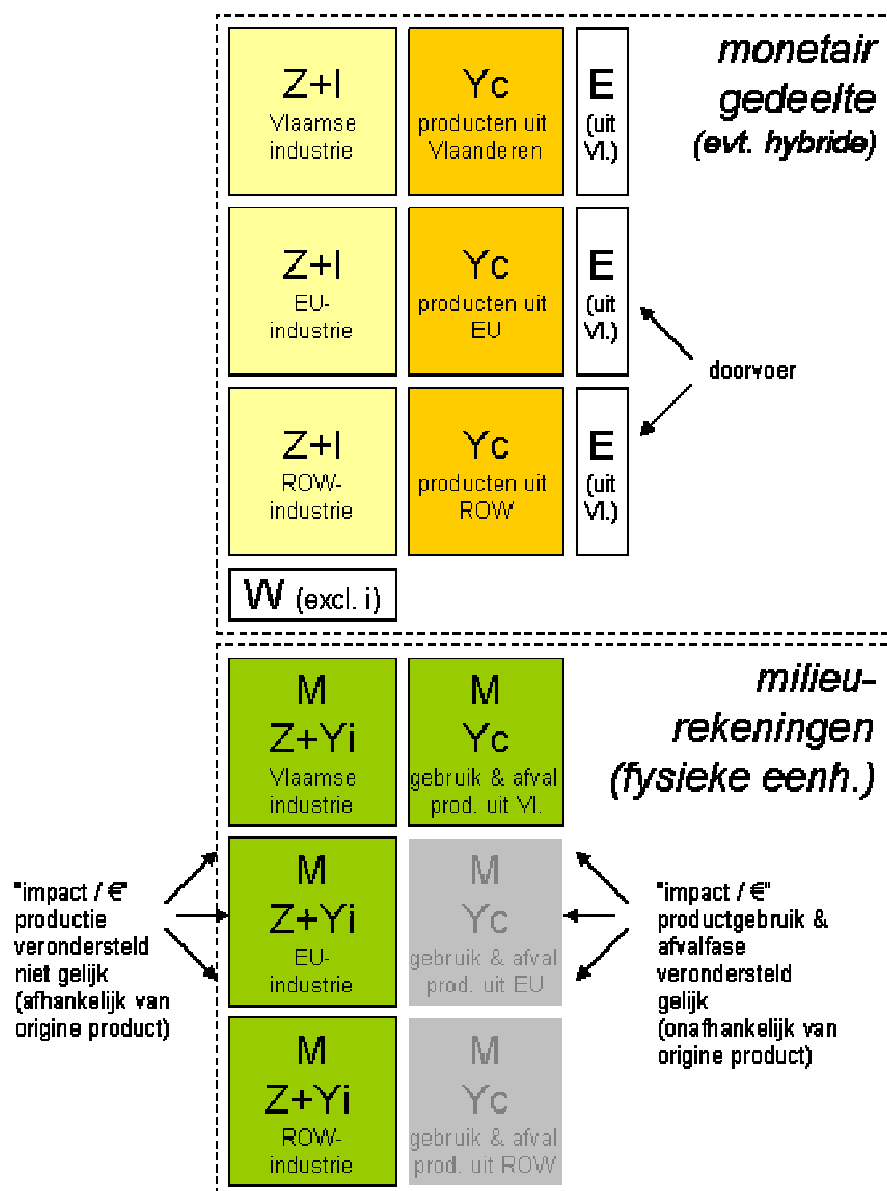 Z+I
Vlaamse
industrie
Yc
producten uit
Vlaanderen
E
(uit
Vl.)
monetair
gedeelte
(evt. hybride)
Z+I
EU-
industrie
Yc
producten uit
EU
E
(uit
Vl.)
doorvoer
Z+I
ROW-
industrie
Yc
producten uit
ROW
E
(uit
Vl.)
W (excl. i)
M
Z+Yi
Vlaamse
industrie
M
Yc
gebruik & afval
prod. uit Vl.
milieu-
rekeningen
(fysieke eenh.)
"impact / €"
productie
verondersteld
niet gelijk
(afhankelijk van
origine product)
M
Z+Yi
EU-
industrie
M
Yc
gebruik & afval
prod. uit EU
"impact / €"
productgebruik &
afvalfase
verondersteld
gelijk
(onafhankelijk van
origine product)
M
Z+Yi
ROW-
industrie
M
Yc
gebruik & afval
prod. uit ROW